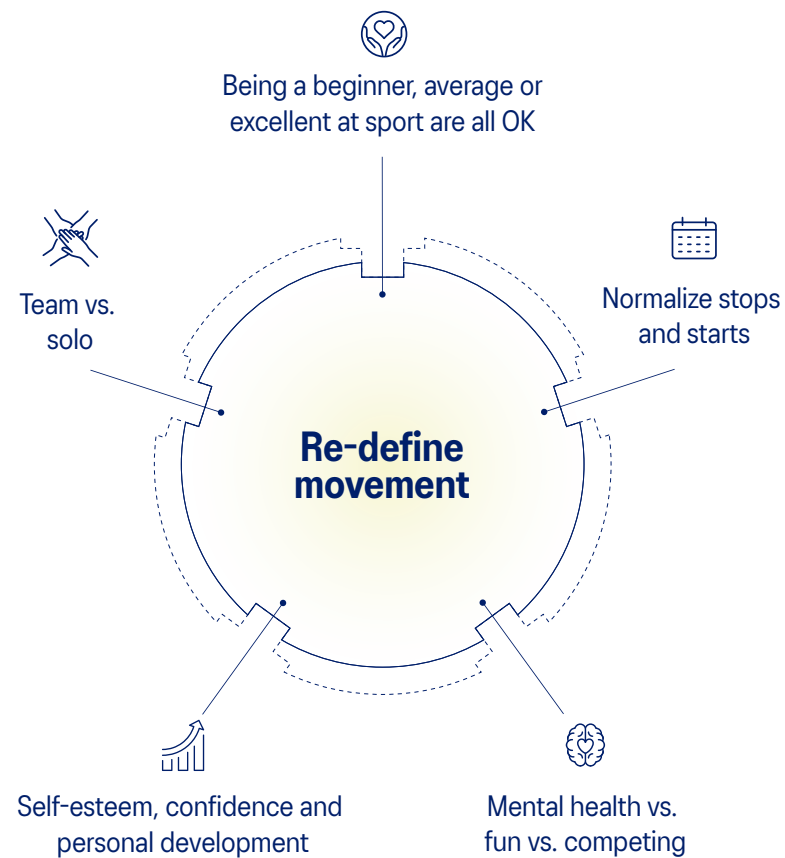 Being a beginner, average or
excellent at sport are all OK
Team vs.
solo
Normalize stops
and starts
Re-define
movement
Self-esteem, confidence and
personal development
Mental health vs.
fun vs. competing